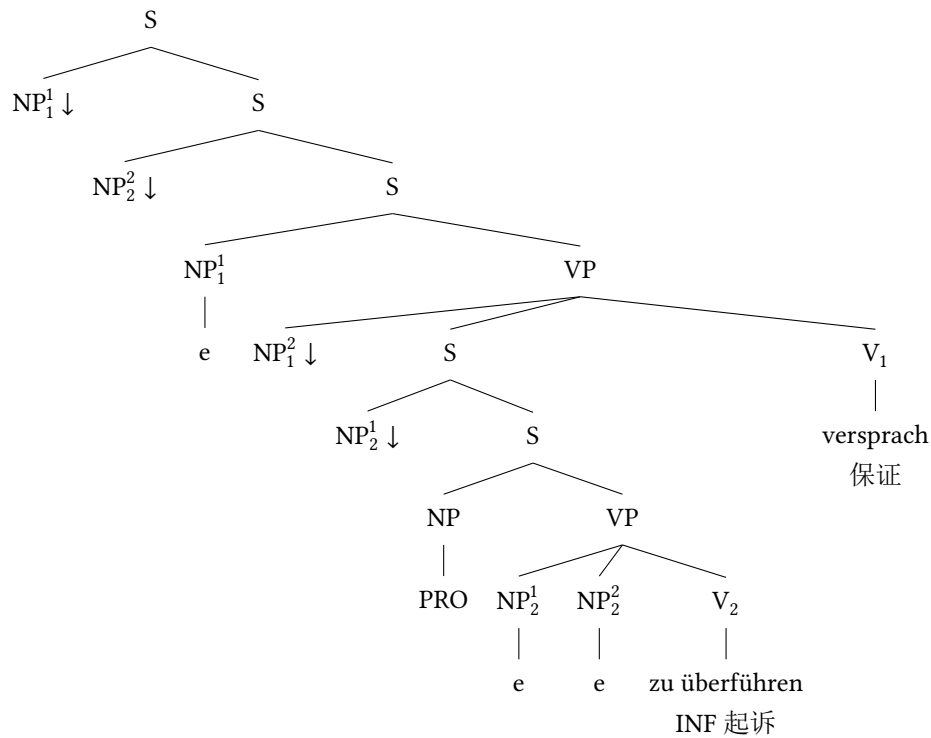 S
NP₁¹↓ S
NP₂²↓ S
NP₁¹ VP
e NP₁²↓ S V₁
NP₂¹↓ S versprach
保证
NP VP
PRO NP₂¹ NP₂² V₂
e e zu überführen
INF 起诉